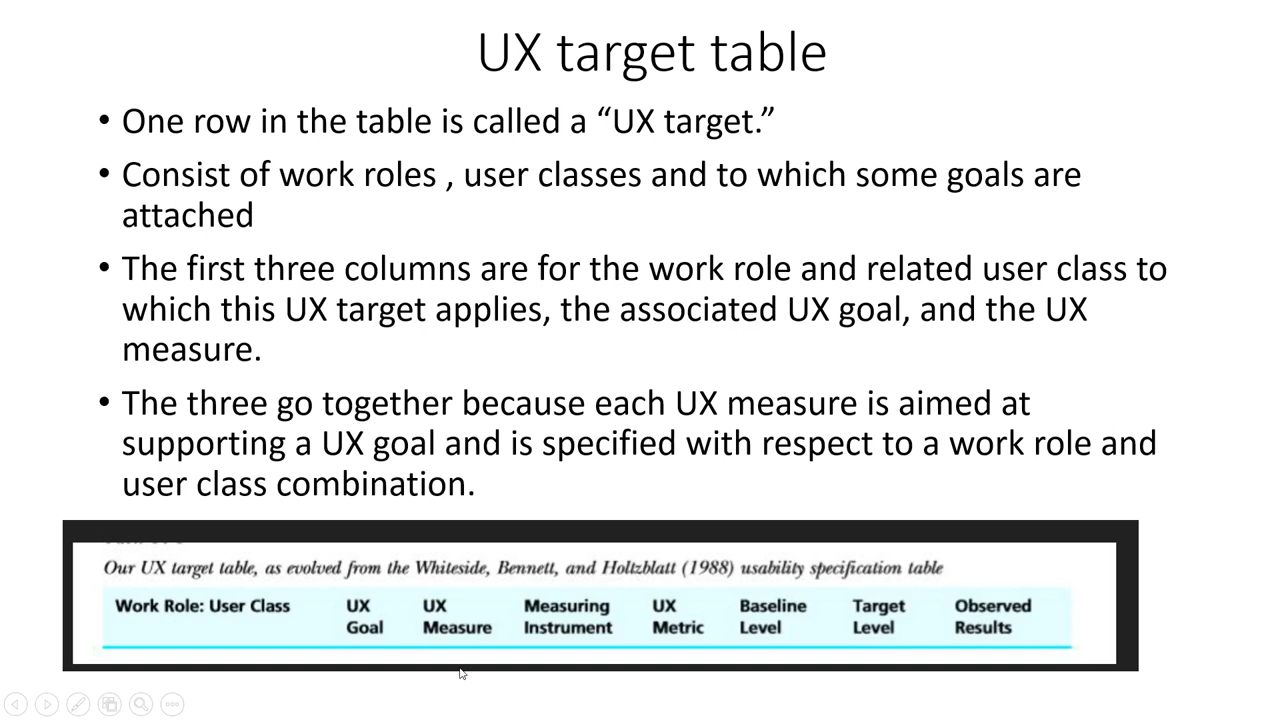 UX target table
• One row in the table is called a “UX target.”
• Consist of work roles , user classes and to which some goals are
attached
• The first three columns are for the work role and related user class to
which this UX target applies, the associated UX goal, and the UX
measure.
• The three go together because each UX measure is aimed at
supporting a UX goal and is specified with respect to a work role and
user class combination.
Our UX target table, as evolved from the Whiteside, Bennett, and Holtzblatt (1988) usability specification table
Work Role: User Class UX UX Measuring UX Baseline Target Observed
Goal Measure Instrument Metric Level Level Results